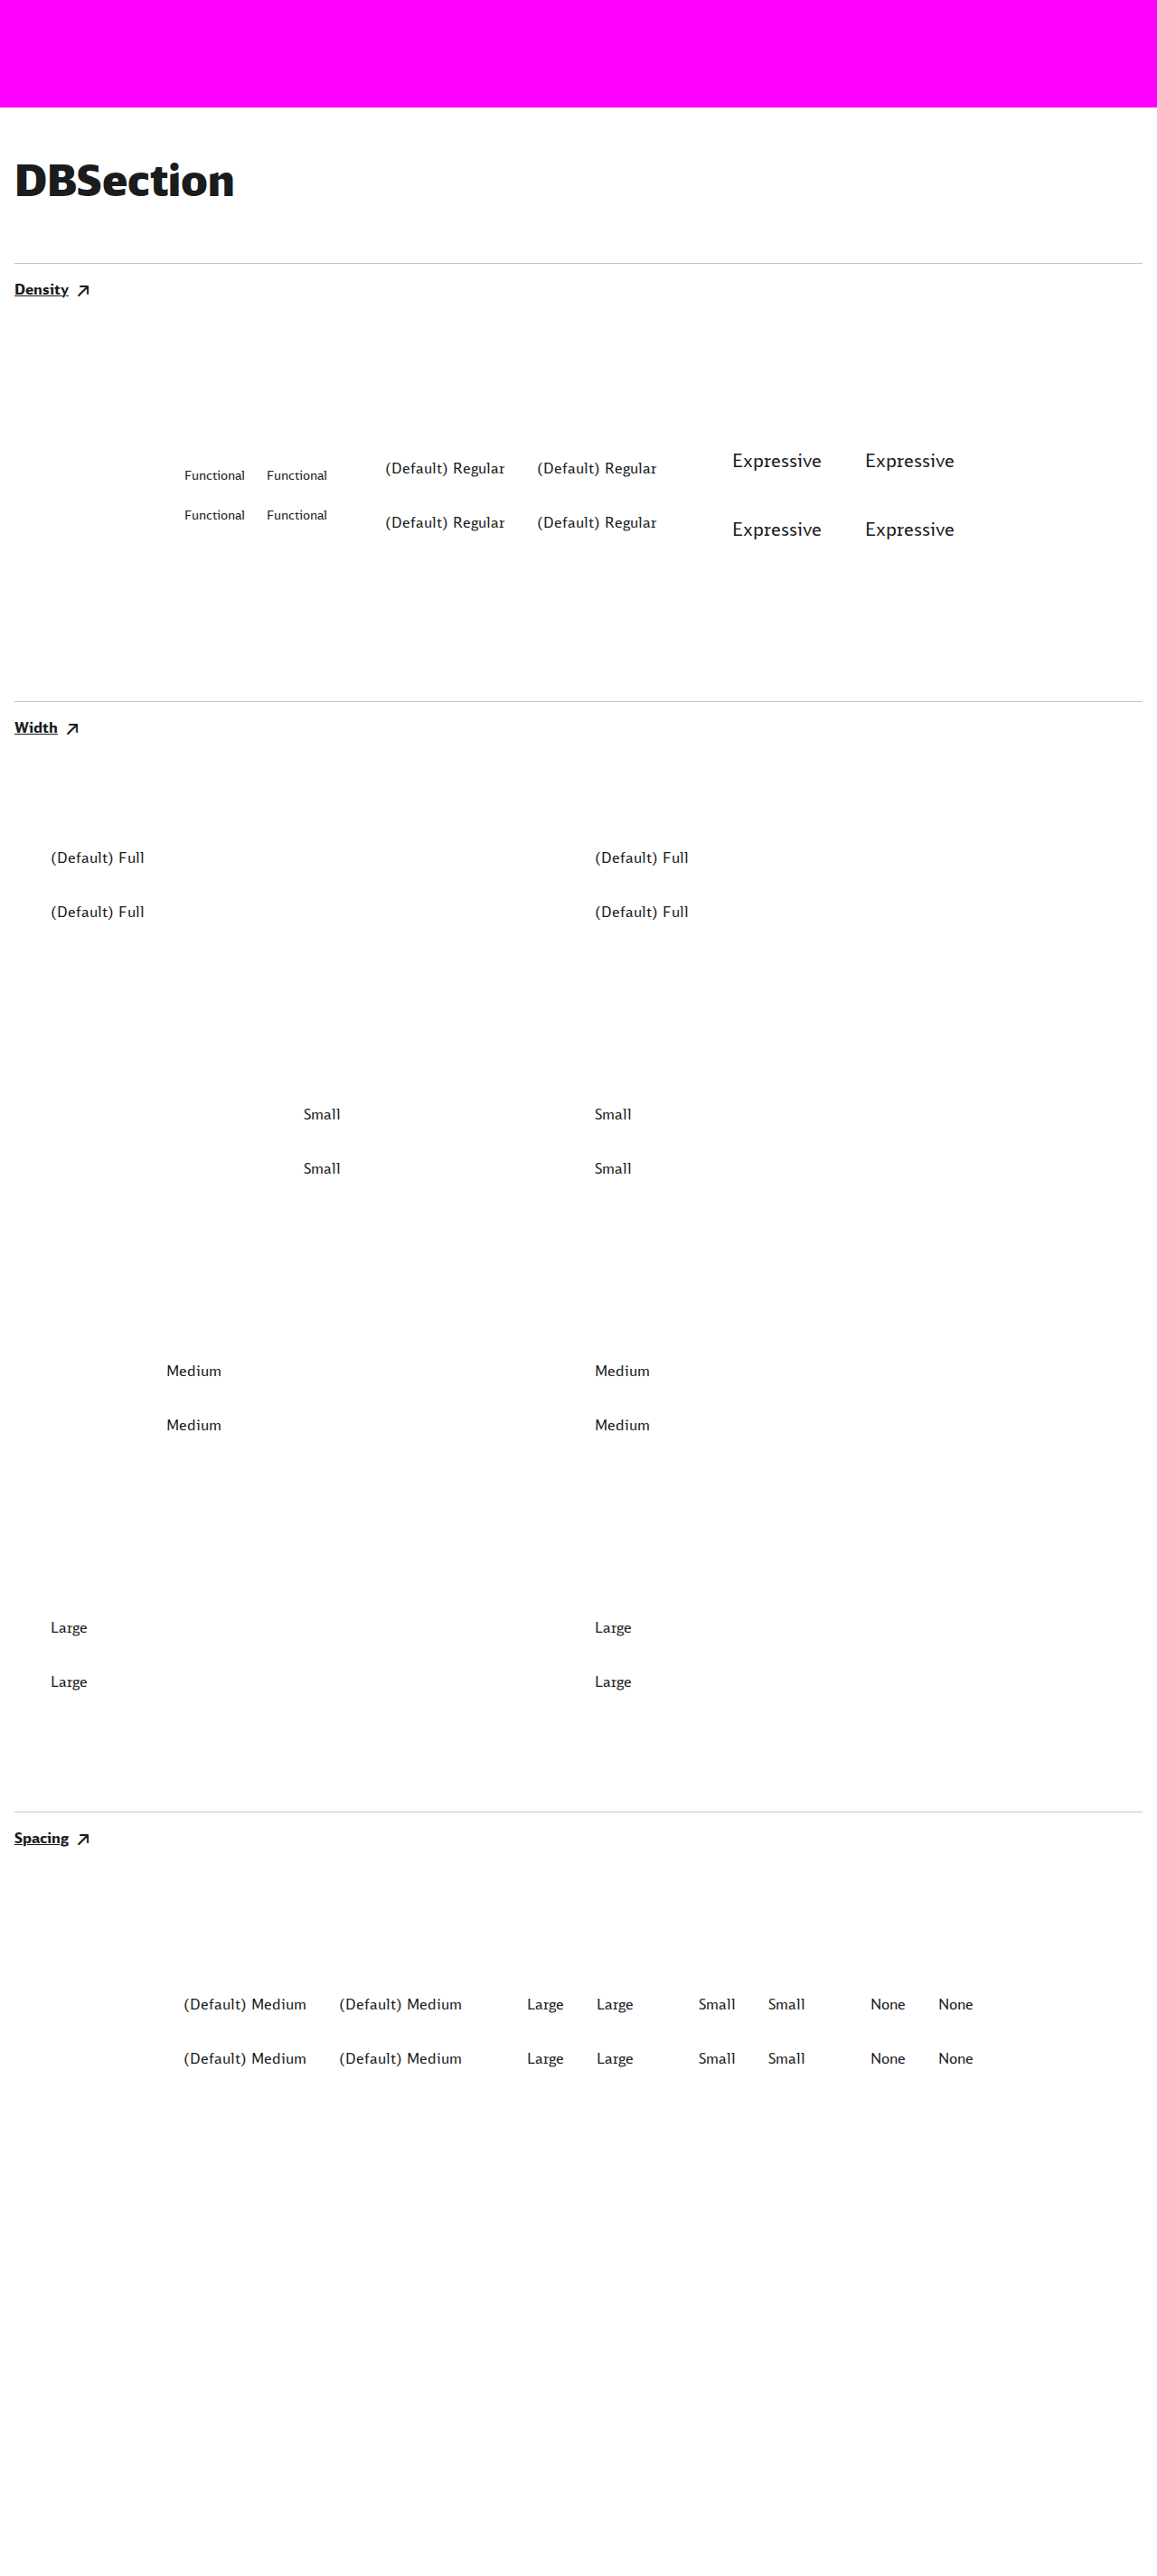 DBSection
Density
Functional Functional (Default) Regular (Default) Regular Expressive Expressive
Functional Functional (Default) Regular (Default) Regular Expressive Expressive
Width
(Default) Full (Default) Full
(Default) Full (Default) Full
Small Small
Small Small
Medium Medium
Medium Medium
Large Large
Large Large
Spacing
(Default) Medium (Default) Medium Large Large Small Small None None
(Default) Medium (Default) Medium Large Large Small Small None None